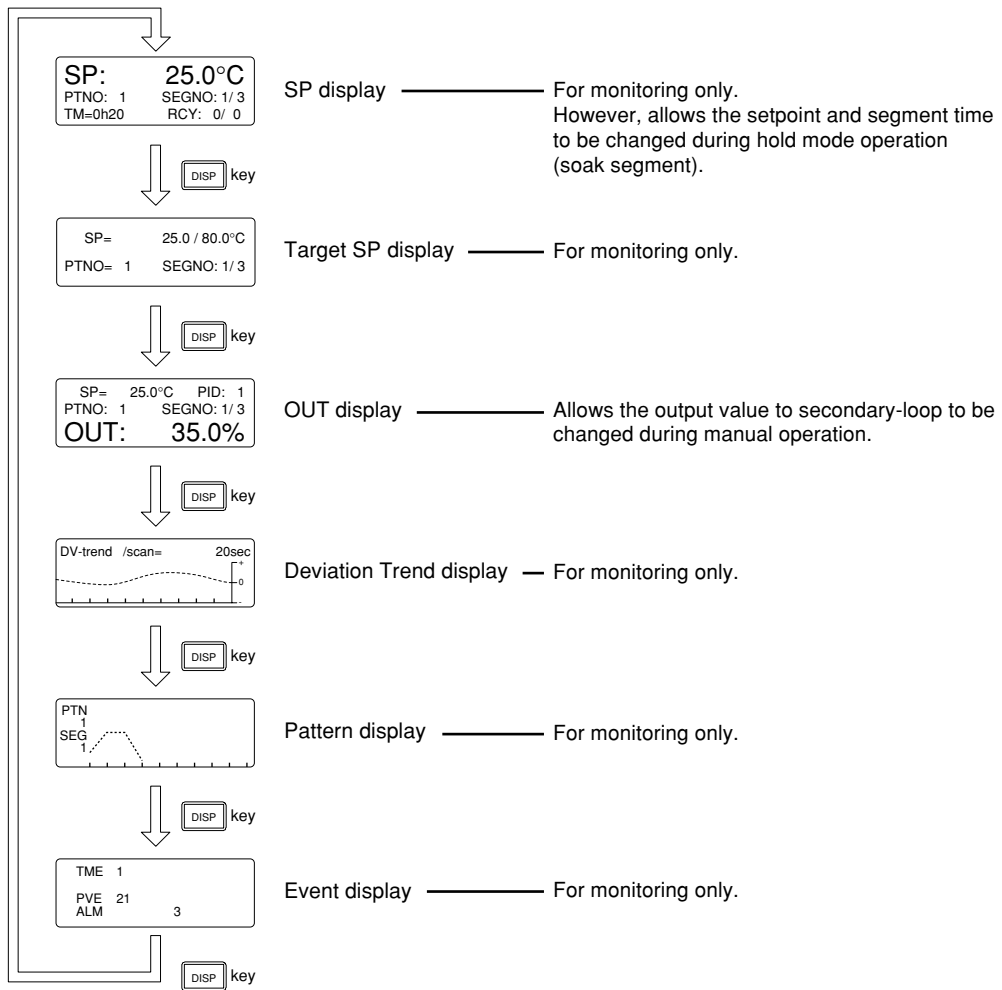 SP: 25.0°C
PTNO: 1 SEGNO: 1/ 3
TM=0h20 RCY: 0/ 0
SP display
For monitoring only.
However, allows the setpoint and segment time
to be changed during hold mode operation
(soak segment).
DISP key
SP= 25.0 / 80.0°C
PTNO= 1 SEGNO: 1/ 3
Target SP display
For monitoring only.
DISP key
SP= 25.0°C PID: 1
PTNO: 1 SEGNO: 1/ 3
OUT: 35.0%
OUT display
Allows the output value to secondary-loop to be
changed during manual operation.
DISP key
DV-trend /scan= 20sec
+
0
-
Deviation Trend display
For monitoring only.
DISP key
PTN
1
SEG
1
Pattern display
For monitoring only.
DISP key
TME 1
PVE 21
ALM 3
Event display
For monitoring only.
DISP key